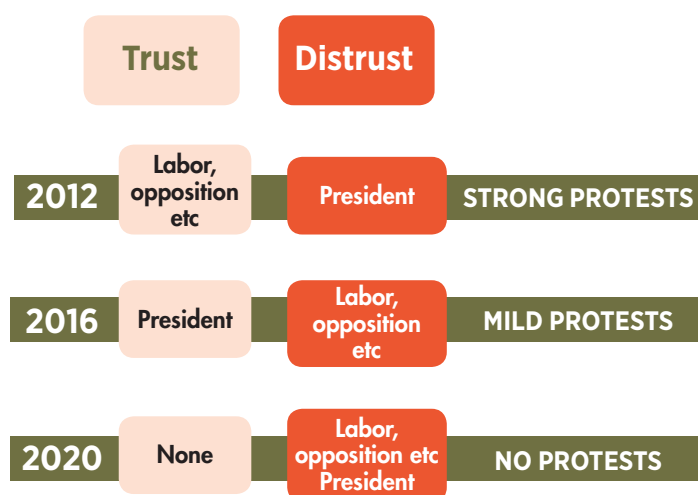 Trust
Distrust
2012
Labor,
opposition
etc
President
STRONG PROTESTS
2016
President
Labor,
opposition
etc
MILD PROTESTS
2020
None
Labor,
opposition etc
President
NO PROTESTS